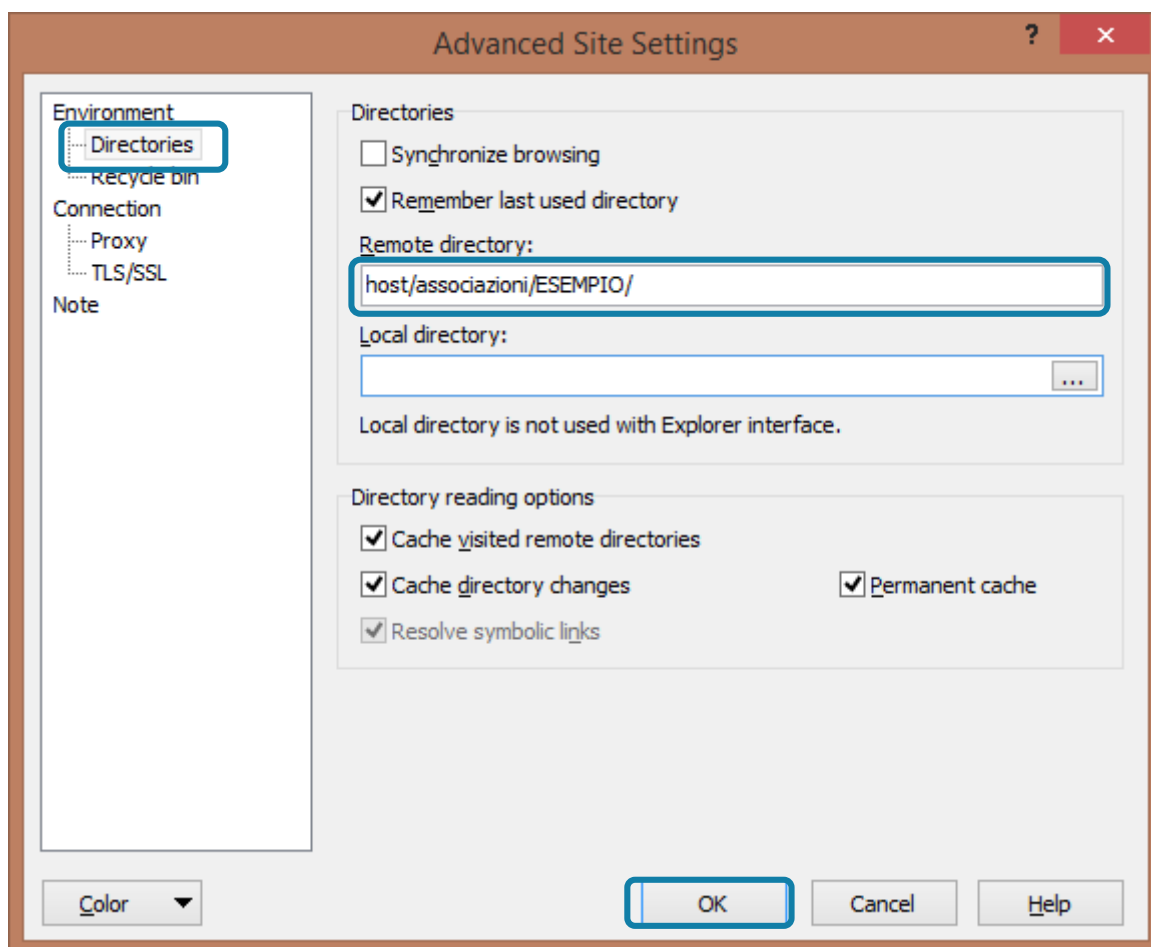 Advanced Site Settings
?
×
Environment
Directories
Recycle bin
Connection
Proxy
TLS/SSL
Note
Directories
Synchronize browsing
Remember last used directory
Remote directory:
host/associazioni/ESEMPIO/
Local directory:
...
Local directory is not used with Explorer interface.
Directory reading options
Cache visited remote directories
Cache directory changes
Permanent cache
Resolve symbolic links
Color
OK
Cancel
Help